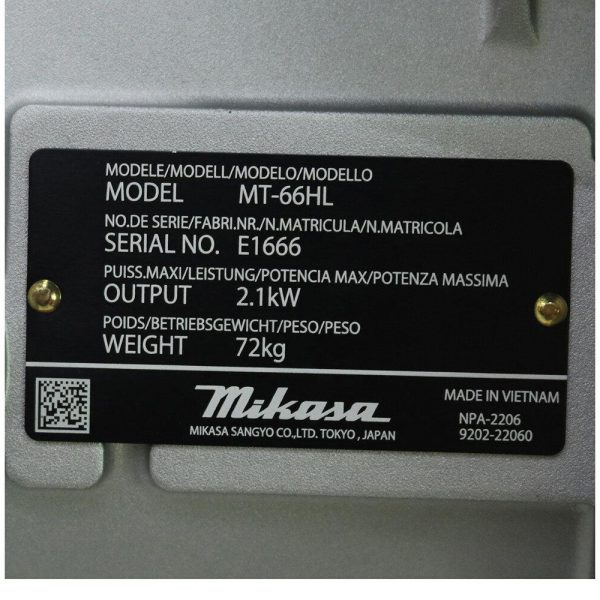 MODELE/MODELL/MODELO/MODELLO
MODEL MT-66HL
NO.DE SERIE/FABRI.NR./N.MATRICULA/N.MATRICOLA
SERIAL NO. E1666
PUISS.MAXI/LEISTUNG/POTENCIA MAX/POTENZA MASSIMA
OUTPUT 2.1kW
POIDS/BETRIEBSGEWICHT/PESO/PESO
WEIGHT 72kg
Mikasa
MIKASA SANGYO CO.,LTD. TOKYO , JAPAN
MADE IN VIETNAM
NPA-2206
9202-22060